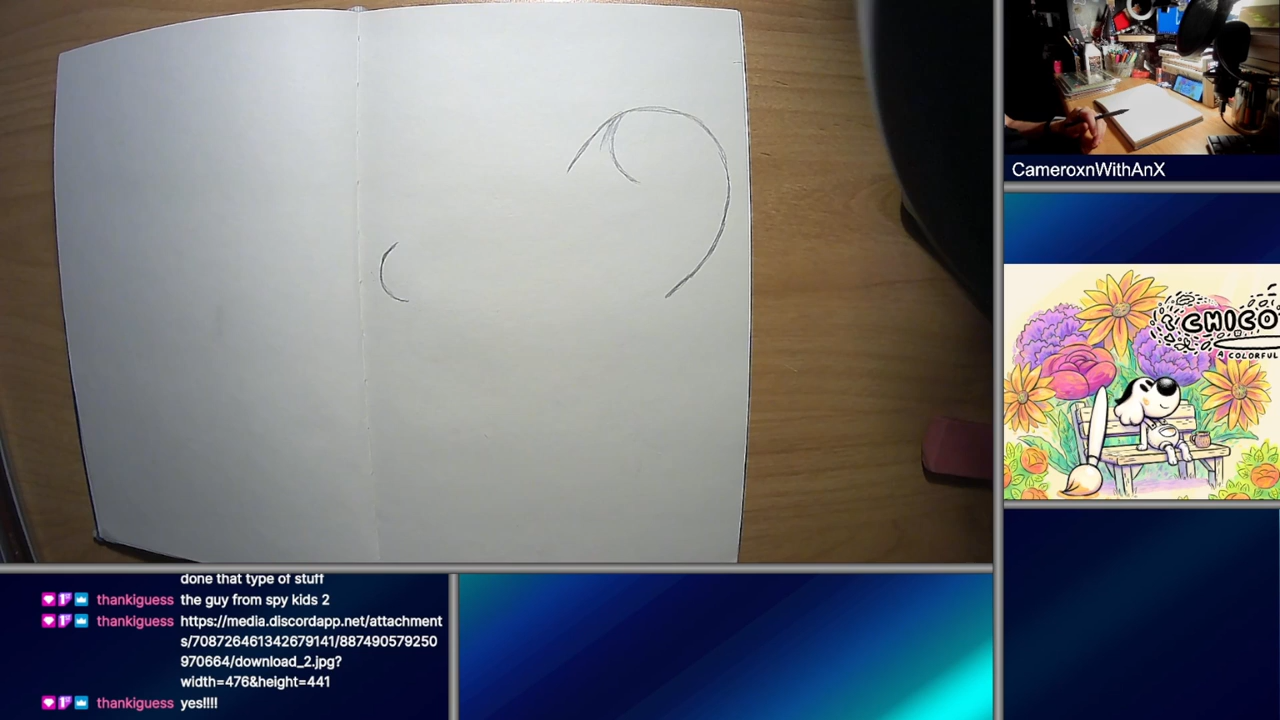 CameroxnWithAnX
CHICO
A COLORFUL
done that type of stuff
thankiguess the guy from spy kids 2
thankiguess https://media.discordapp.net/attachment
s/708726461342679141/887490579250
970664/download_2.jpg?
width=476&height=441
thankiguess yes!!!!